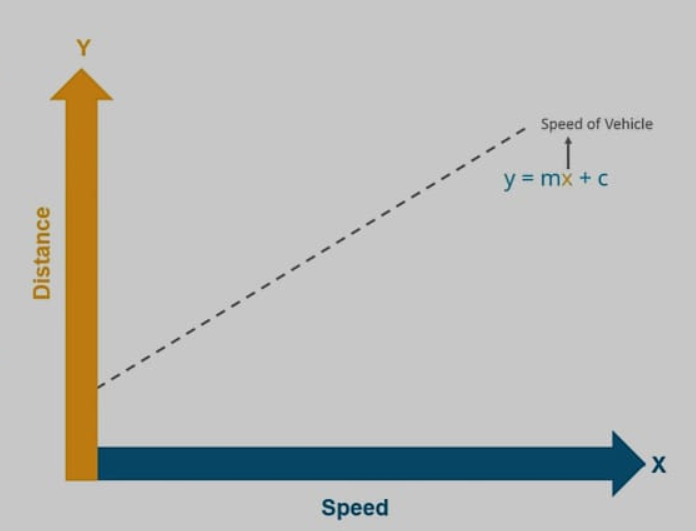 Y
Speed of Vehicle
y = mx + c
Distance
X
Speed